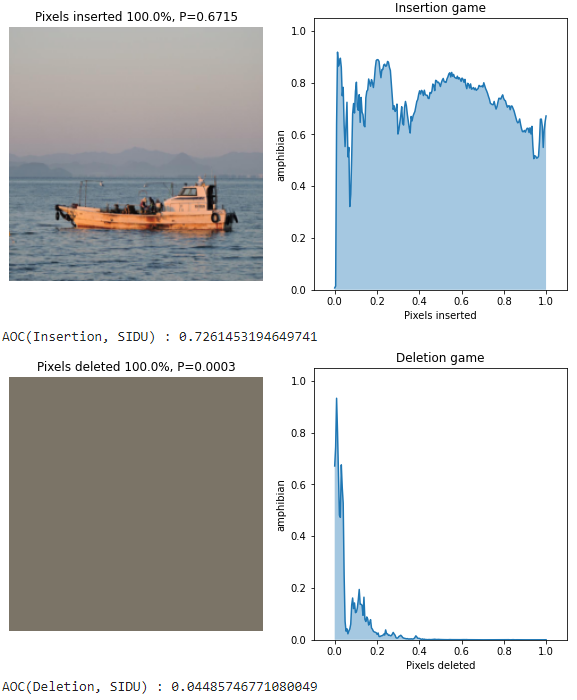 Pixels inserted 100.0%, P=0.6715
Insertion game
amphibian
1.0
0.8
0.6
0.4
0.2
0.0
0.0 0.2 0.4 0.6 0.8 1.0
Pixels inserted
AOC(Insertion, SIDU) : 0.7261453194649741
Pixels deleted 100.0%, P=0.0003
Deletion game
amphibian
1.0
0.8
0.6
0.4
0.2
0.0
0.0 0.2 0.4 0.6 0.8 1.0
Pixels deleted
AOC(Deletion, SIDU) : 0.04485746771080049